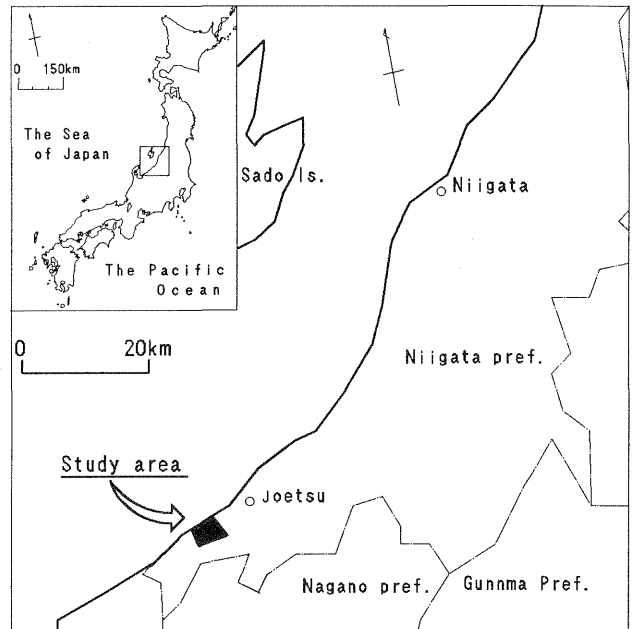 0 150km
The Sea
of Japan
The Pacific
Ocean
Sado Is.
Niigata
0 20km
Niigata pref.
Study area
Joetsu
Nagano pref.
Gunnma Pref.